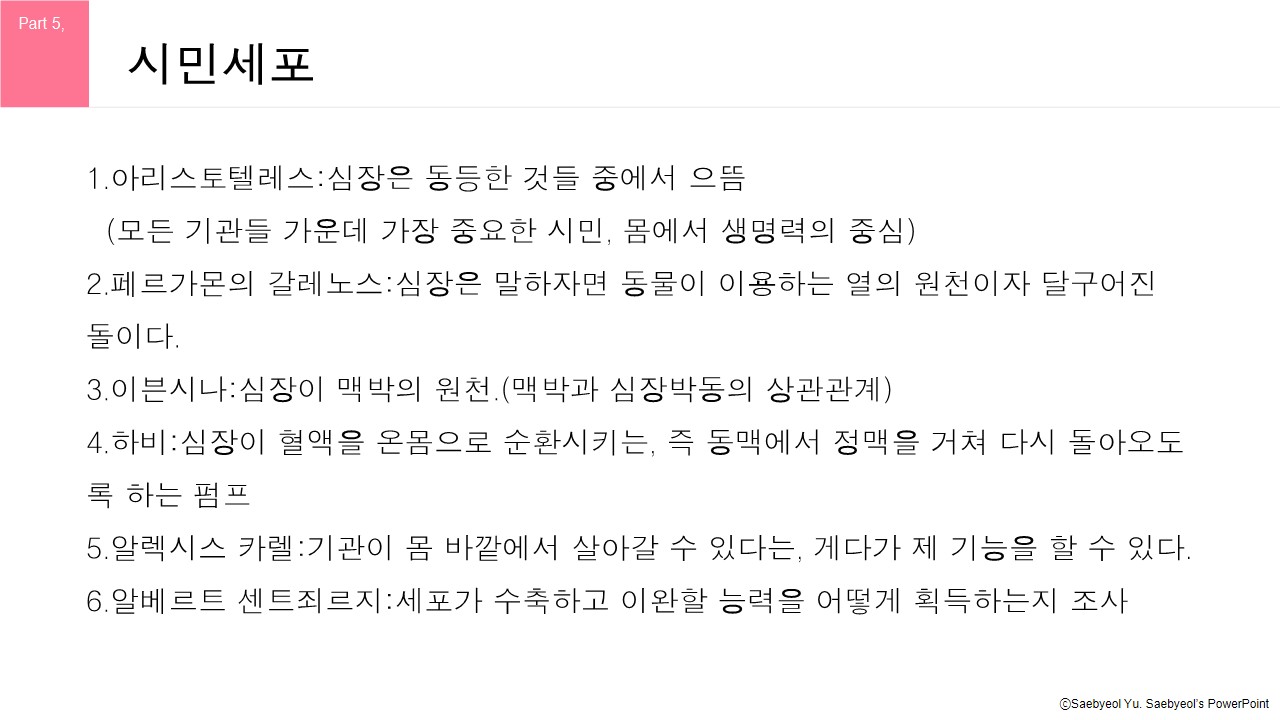 Part 5,
시민세포
1.아리스토텔레스:심장은 동등한 것들 중에서 으뜸
(모든 기관들 가운데 가장 중요한 시민, 몸에서 생명력의 중심)
2.페르가몬의 갈레노스:심장은 말하자면 동물이 이용하는 열의 원천이자 달구어진
돌이다.
3.이븐시나:심장이 맥박의 원천.(맥박과 심장박동의 상관관계)
4.하비:심장이 혈액을 온몸으로 순환시키는, 즉 동맥에서 정맥을 거쳐 다시 돌아오도
록 하는 펌프
5.알렉시스 카렐:기관이 몸 바깥에서 살아갈 수 있다는, 게다가 제 기능을 할 수 있다.
6.알베르트 센트죄르지:세포가 수축하고 이완할 능력을 어떻게 획득하는지 조사
ⓒSaebyeol Yu. Saebyeol's PowerPoint